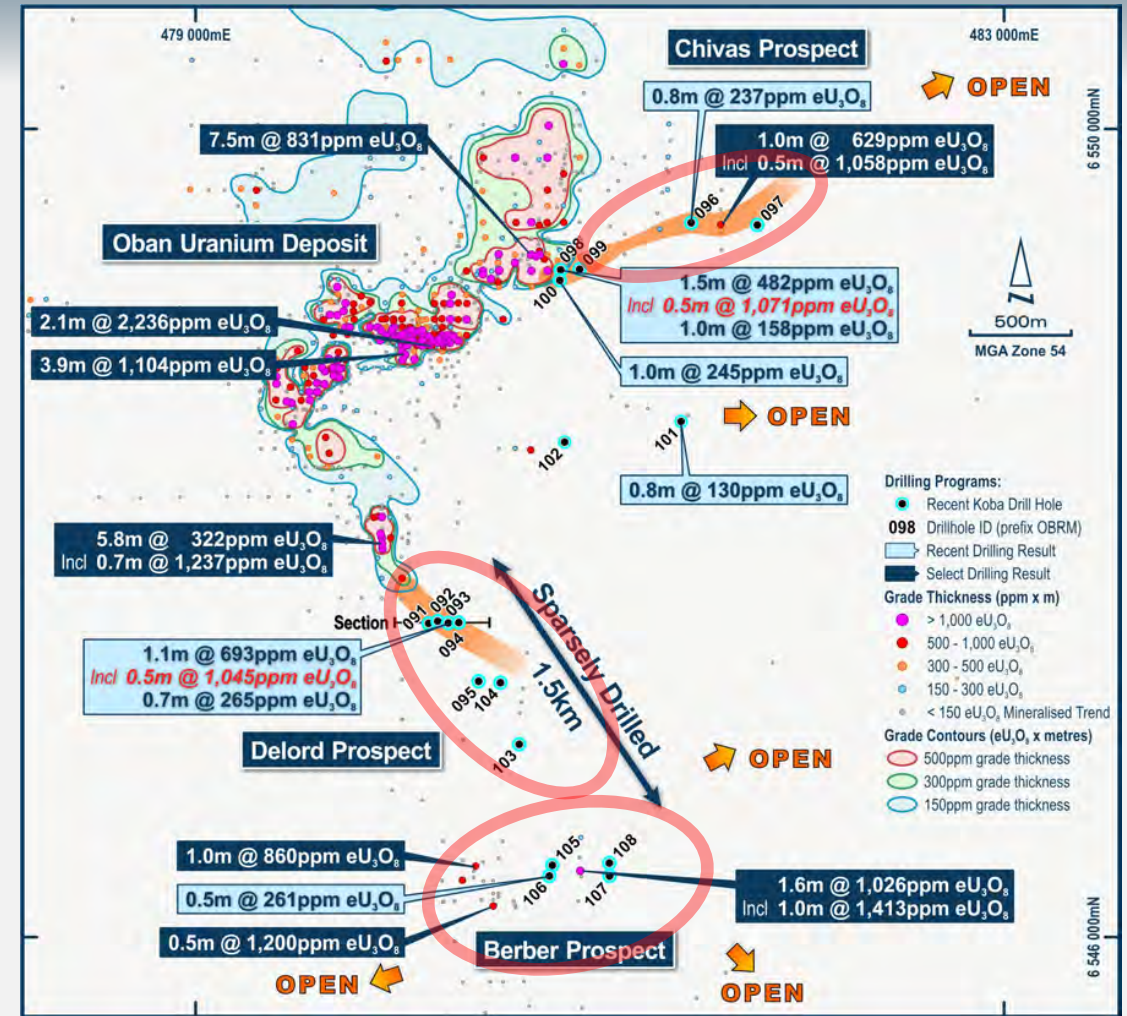 479 000mE
483 000mE
Chivas Prospect
OPEN
0.8m @ 237ppm eU₃O₈
6 550 000mN
7.5m @ 831ppm eU₃O₈
1.0m @ 629ppm eU₃O₈
Incl 0.5m @ 1,058ppm eU₃O₈
096
097
Oban Uranium Deposit
098
099
100
1.5m @ 482ppm eU₃O₈
Incl 0.5m @ 1,071ppm eU₃O₈
1.0m @ 158ppm eU₃O₈
N
500m
MGA Zone 54
2.1m @ 2,236ppm eU₃O₈
3.9m @ 1,104ppm eU₃O₈
1.0m @ 245ppm eU₃O₈
OPEN
101
102
0.8m @ 130ppm eU₃O₈
Drilling Programs:
Recent Koba Drill Hole
098 Drillhole ID (prefix OBRM)
Recent Drilling Result
Select Drilling Result
Grade Thickness (ppm x m)
> 1,000 eU₃O₈
500 - 1,000 eU₃O₈
300 - 500 eU₃O₈
150 - 300 eU₃O₈
< 150 eU₃O₈ Mineralised Trend
Grade Contours (eU₃O₈ x metres)
500ppm grade thickness
300ppm grade thickness
150ppm grade thickness
5.8m @ 322ppm eU₃O₈
Incl 0.7m @ 1,237ppm eU₃O₈
Sparsely Drilled
1.5km
Section
091
092
093
094
1.1m @ 693ppm eU₃O₈
Incl 0.5m @ 1,045ppm eU₃O₈
0.7m @ 265ppm eU₃O₈
095
104
Delord Prospect
103
OPEN
1.0m @ 860ppm eU₃O₈
105
108
106
107
0.5m @ 261ppm eU₃O₈
1.6m @ 1,026ppm eU₃O₈
Incl 1.0m @ 1,413ppm eU₃O₈
0.5m @ 1,200ppm eU₃O₈
Berber Prospect
6 546 000mN
OPEN
OPEN